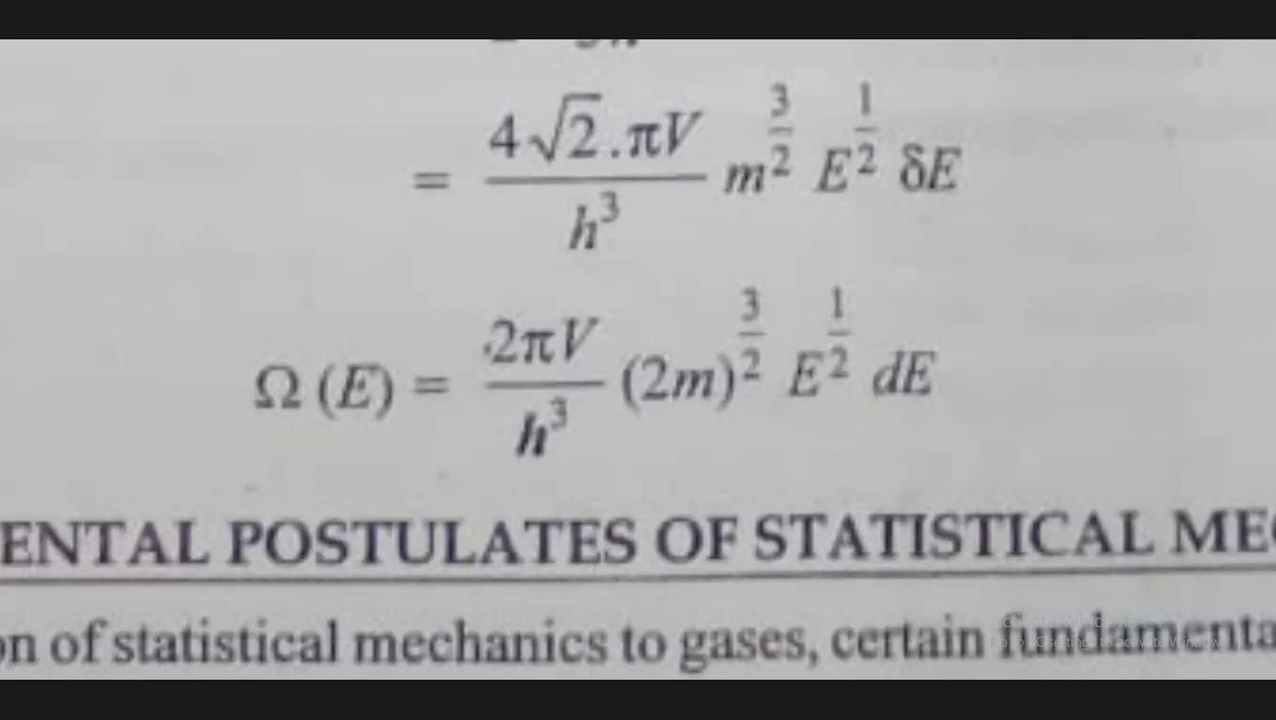 = 4√2.πV/h³ m^(3/2) E^(1/2) δE
Ω (E) = 2πV/h³ (2m)^(3/2) E^(1/2) dE
ENTAL POSTULATES OF STATISTICAL ME
on of statistical mechanics to gases, certain fundamenta